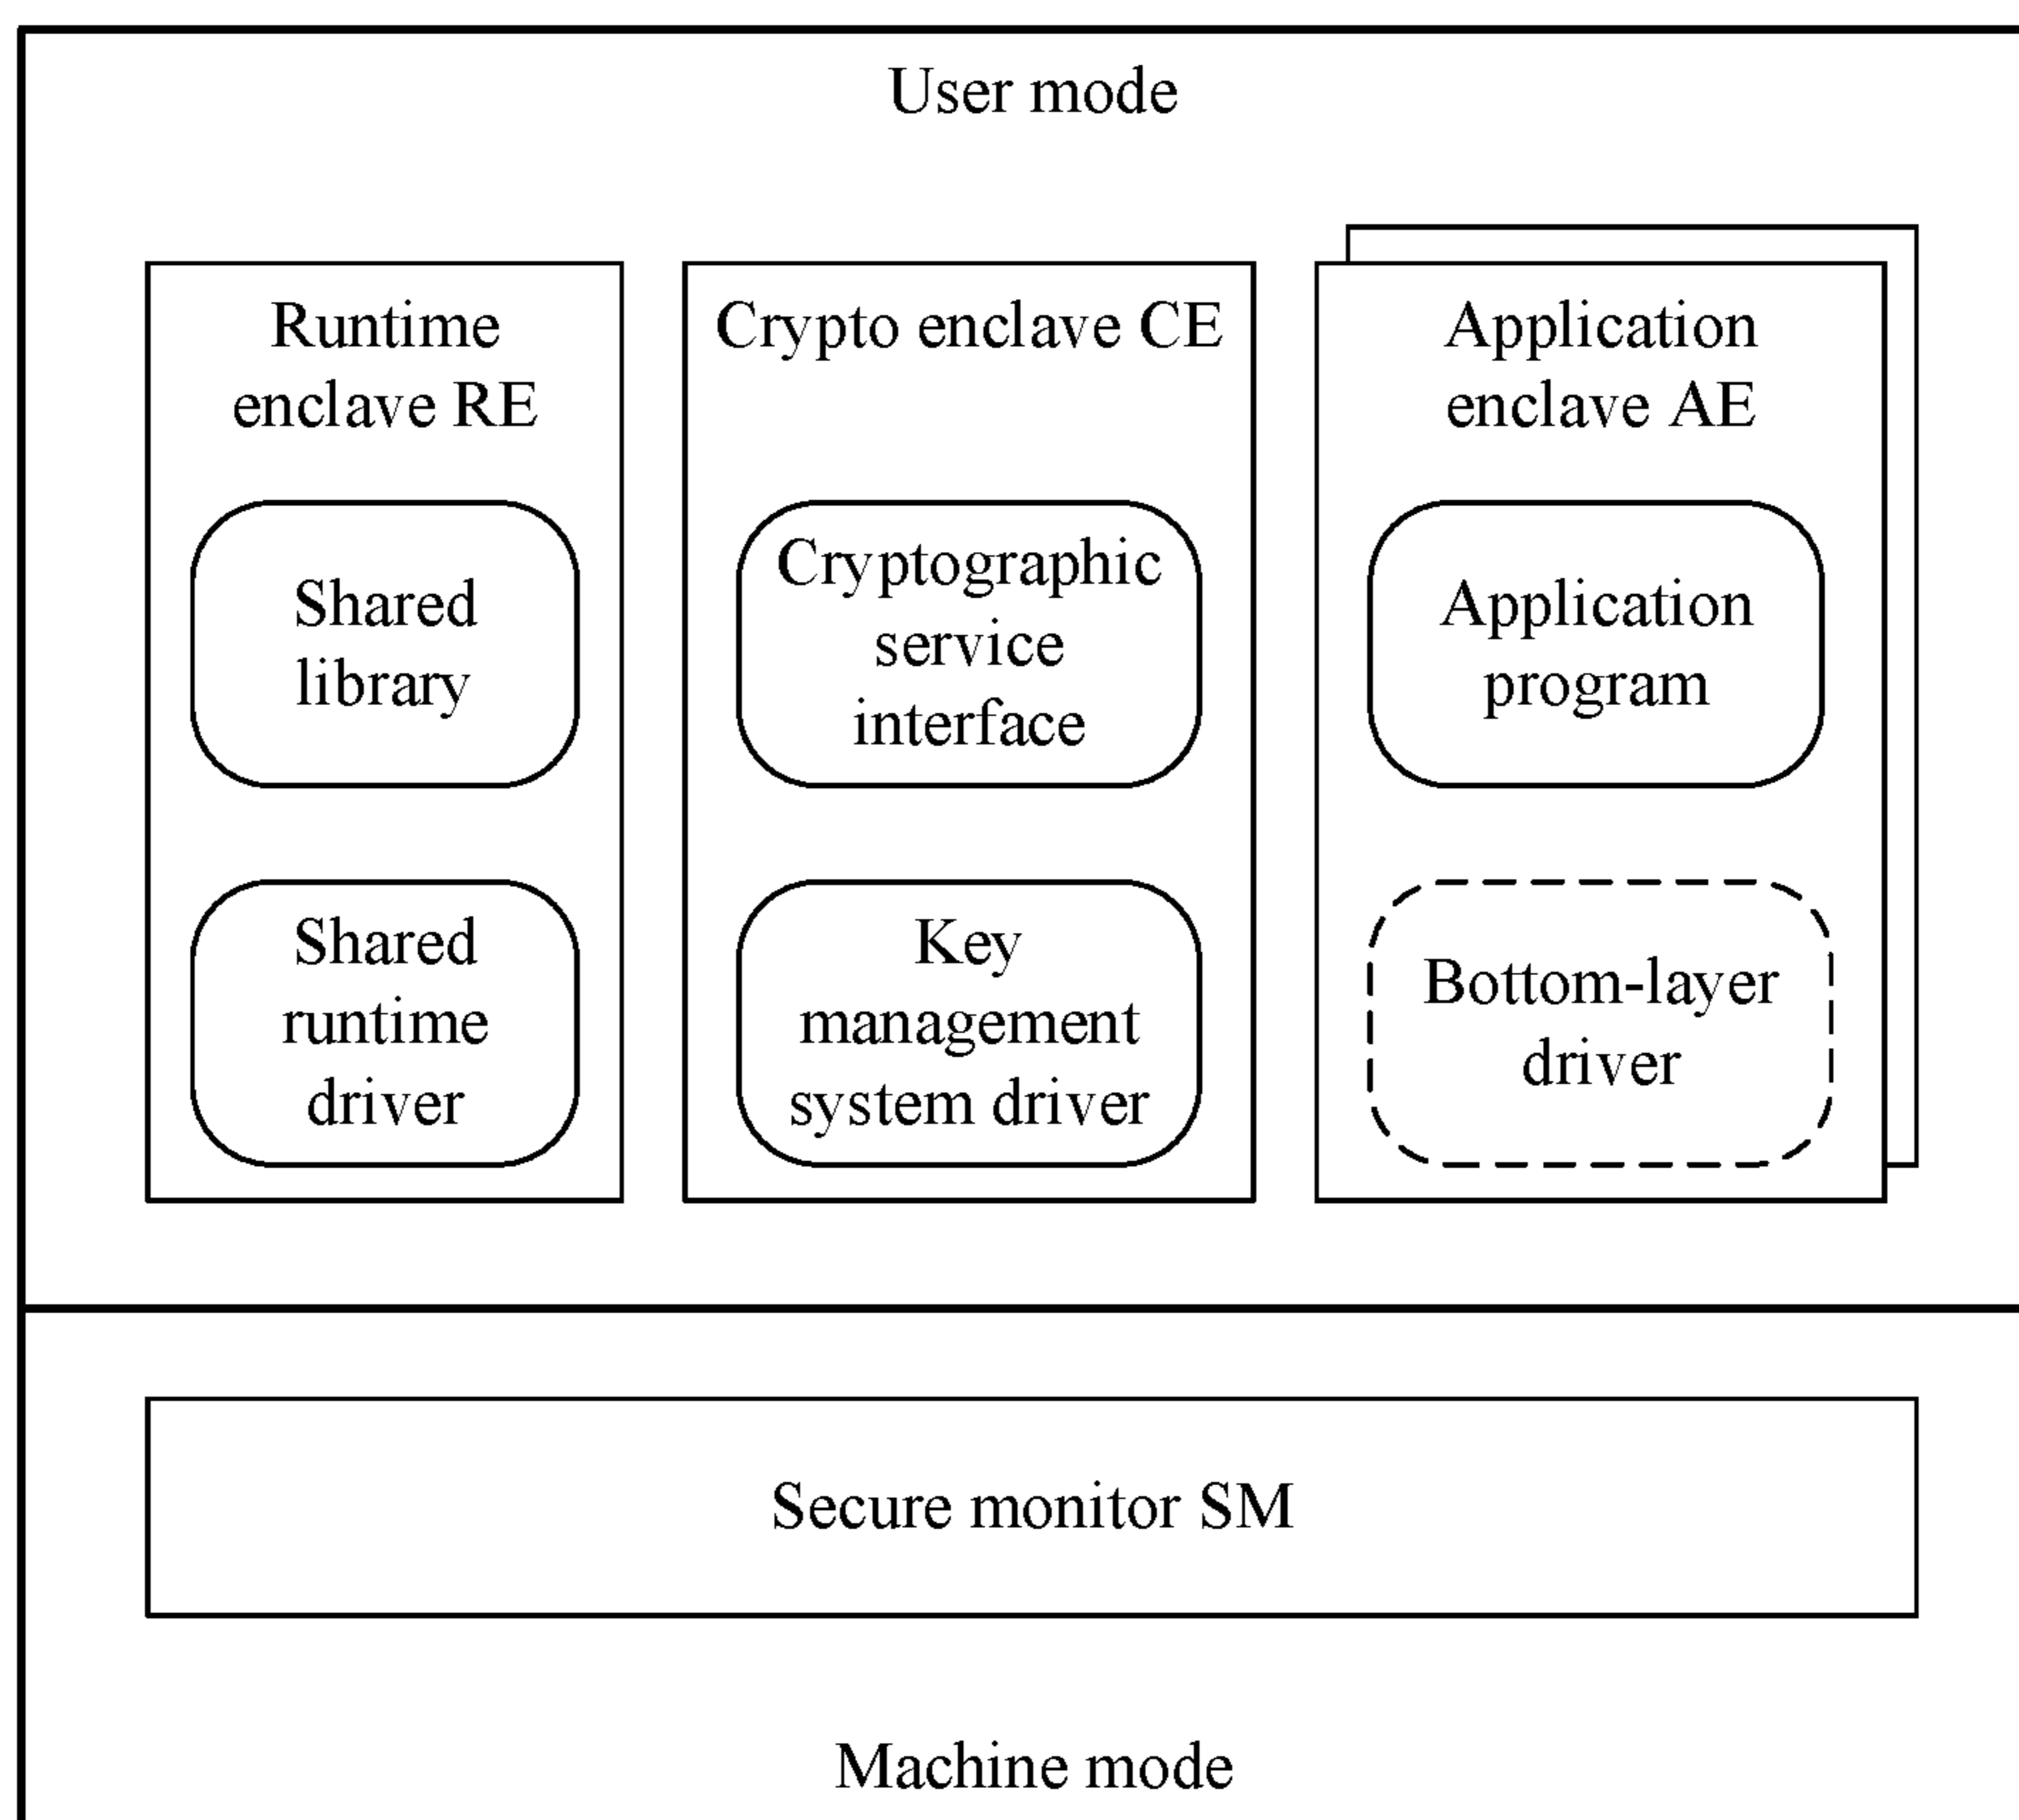 User mode
Runtime
enclave RE
Shared
library
Shared
runtime
driver
Crypto enclave CE
Cryptographic
service
interface
Key
management
system driver
Application
enclave AE
Application
program
Bottom-layer
driver
Secure monitor SM
Machine mode